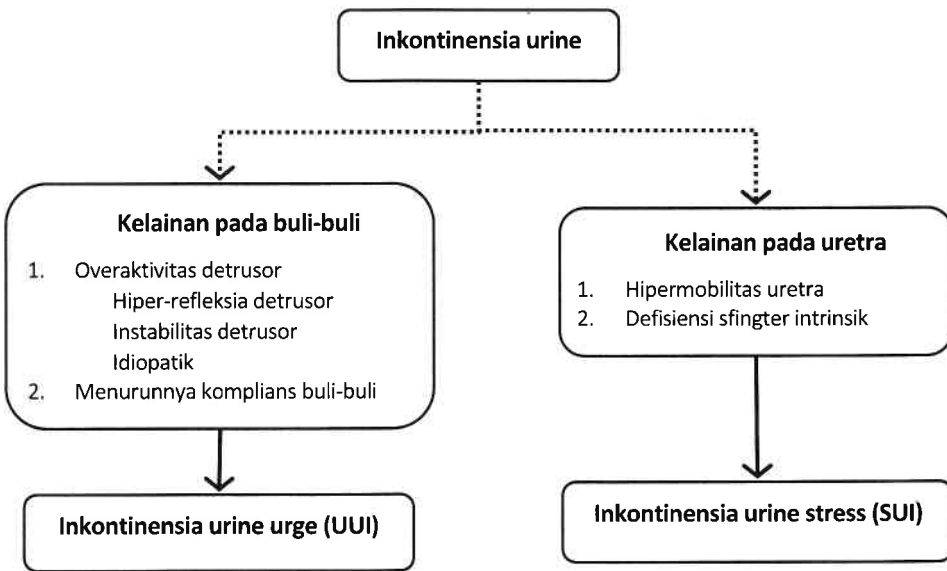 Inkontinensia urine
Kelainan pada buli-buli
1. Overaktivitas detrusor
Hiper-refleksia detrusor
Instabilitas detrusor
Idiopatik
2. Menurunnya komplians buli-buli
Kelainan pada uretra
1. Hipermobilitas uretra
2. Defisiensi sfingter intrinsik
Inkontinensia urine urge (UUI)
Inkontinensia urine stress (SUI)